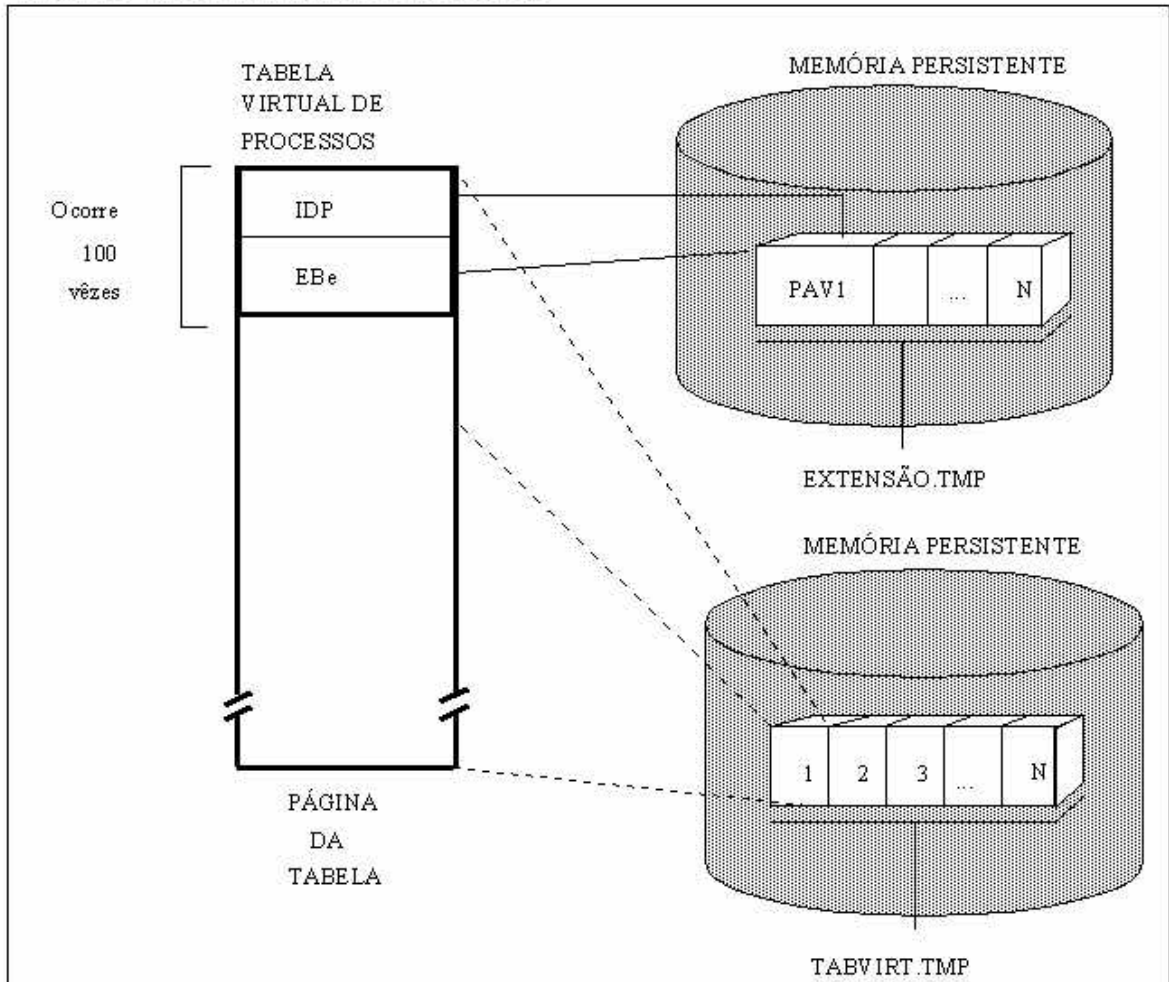 TABELA
VIRTUAL DE
PROCESSOS
Ocorre
100
vêzes
IDP
EBe
PÁGINA
DA
TABELA
MEMÓRIA PERSISTENTE
PAV1
...
N
EXTENSÃO.TMP
MEMÓRIA PERSISTENTE
1
2
3
...
N
TABVIRT.TMP